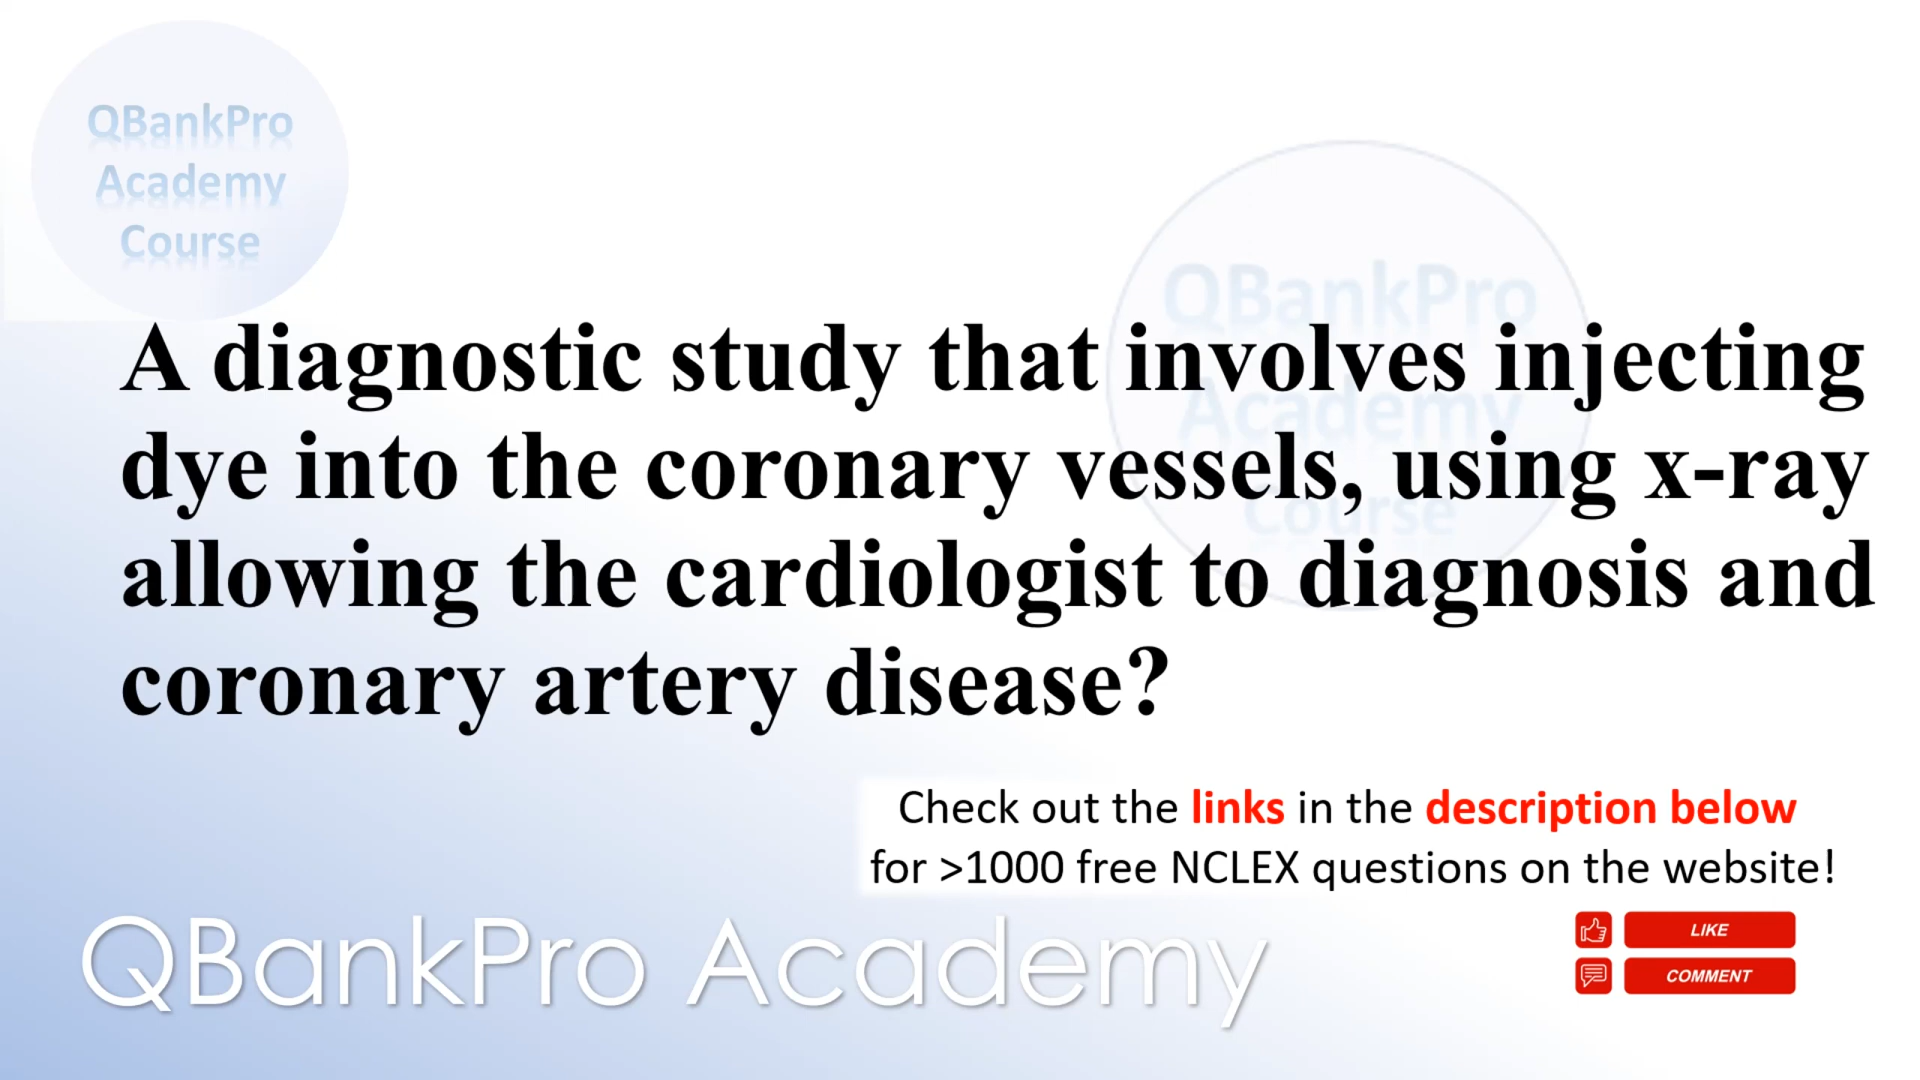 QBankPro
Academy
Course
QBankPro
Academy
Course
A diagnostic study that involves injecting
dye into the coronary vessels, using x-ray
allowing the cardiologist to diagnosis and
coronary artery disease?
Check out the links in the description below
for >1000 free NCLEX questions on the website!
QBankPro Academy
LIKE
COMMENT